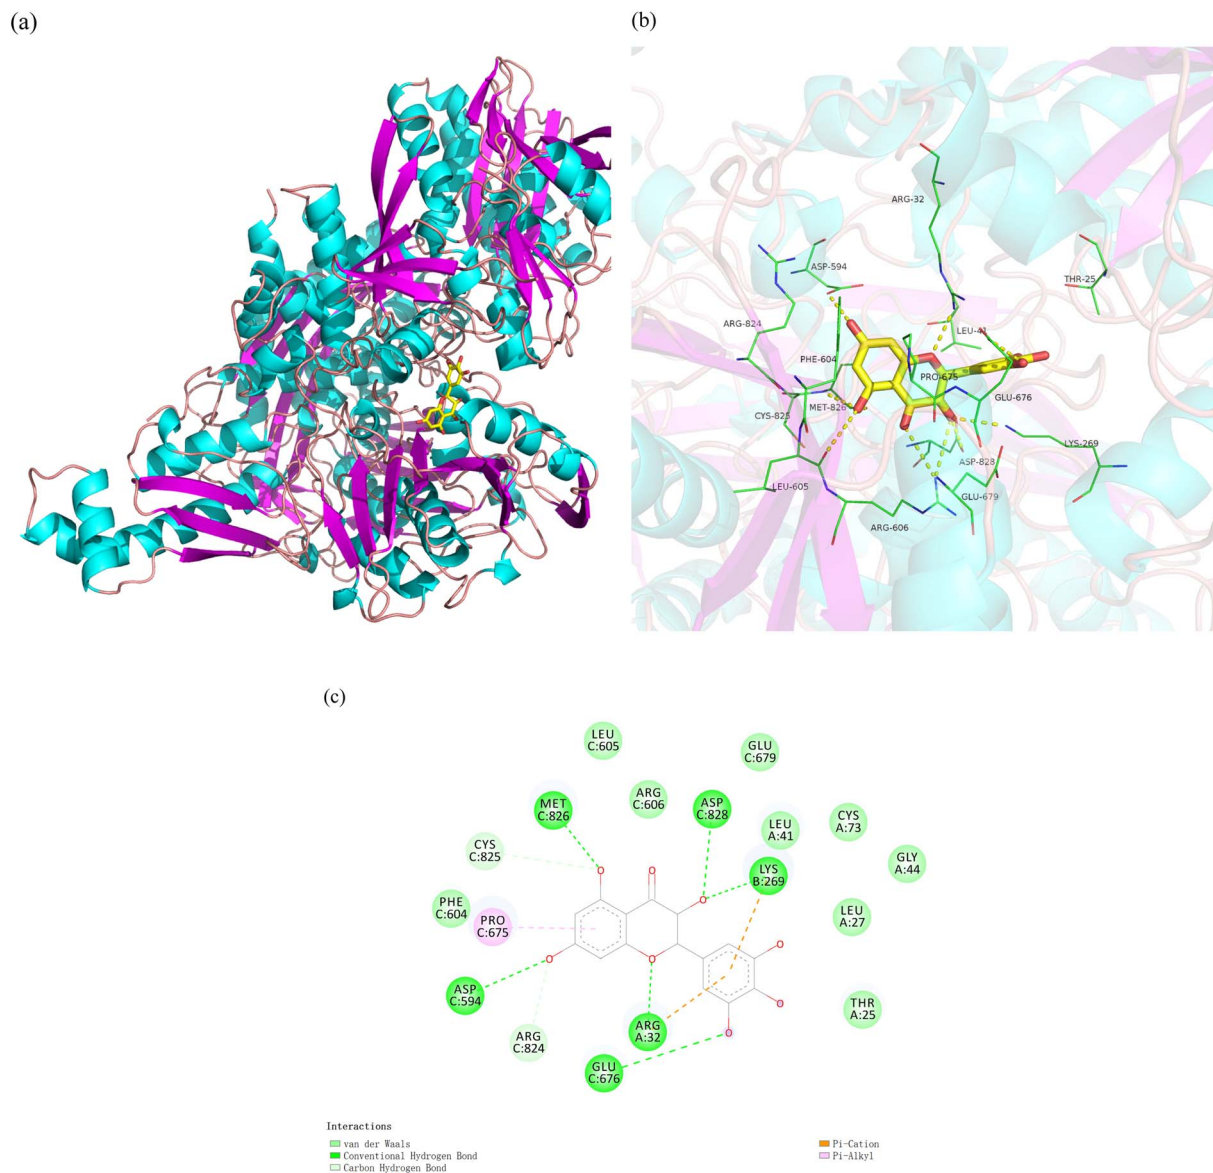 (a)
(b)
ARG-32
ASP-594
THR-25
ARG-824
LEU-41
PHE-604
PRO-675
GLU-676
MET-826
CYS-825
LYS-269
ASP-828
LEU-605
GLU-679
ARG-606
(c)
LEU
C:605
GLU
C:679
MET
C:826
ARG
C:606
ASP
C:828
LEU
A:41
CYS
A:73
CYS
C:825
LYS
B:269
GLY
A:44
PHE
C:604
PRO
C:675
LEU
A:27
ASP
C:594
ARG
C:824
ARG
A:32
THR
A:25
GLU
C:676
O
O
O
O
O
O
O
O
Interactions
van der Waals
Conventional Hydrogen Bond
Carbon Hydrogen Bond
Pi-Cation
Pi-Alkyl